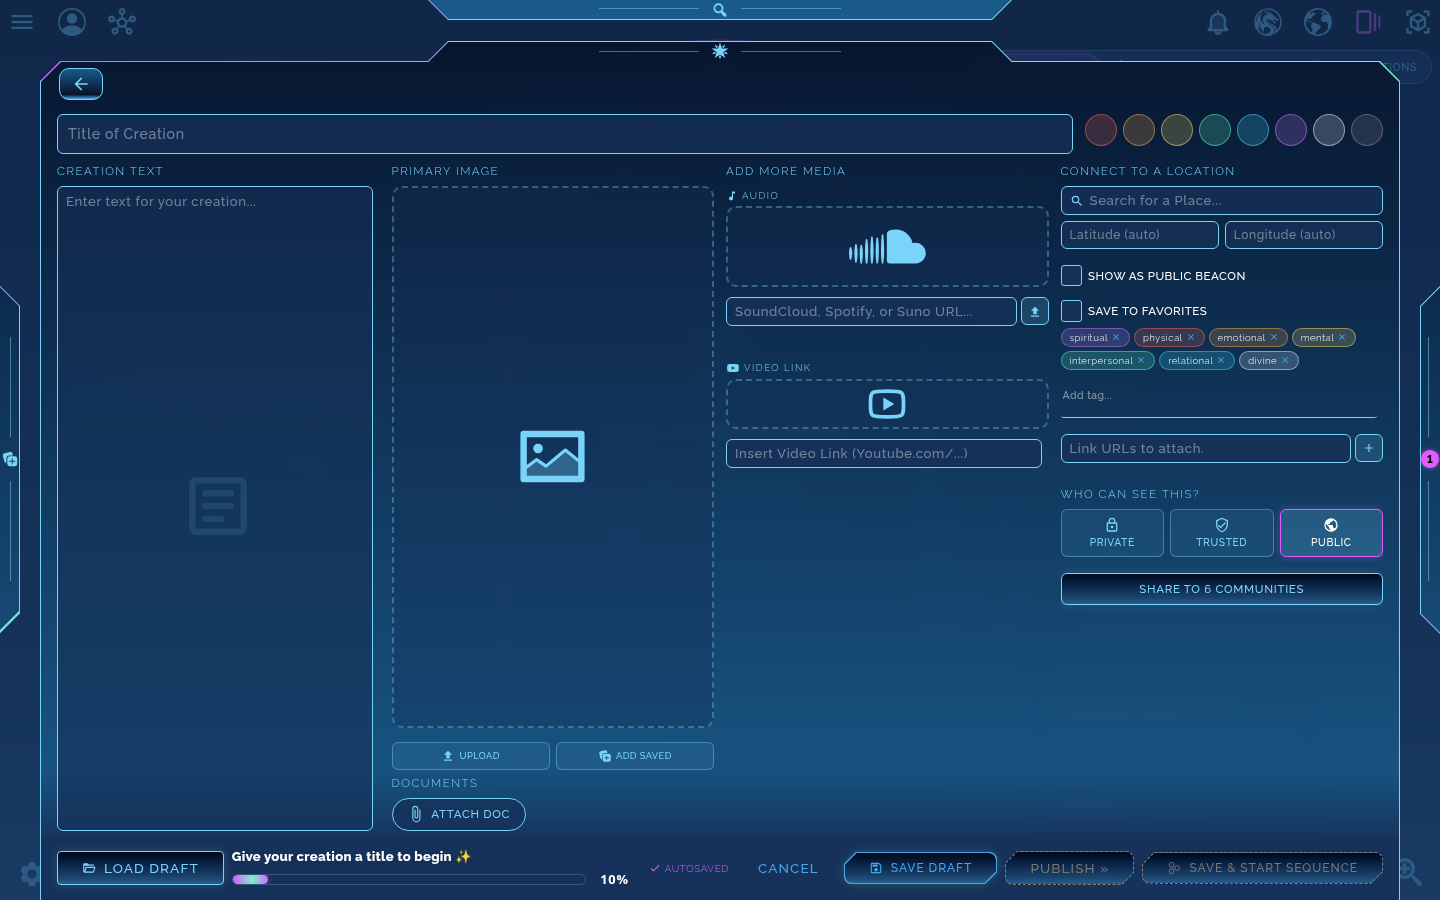 IONS
Title of Creation
CREATION TEXT
Enter text for your creation...
PRIMARY IMAGE
UPLOAD
ADD SAVED
DOCUMENTS
ATTACH DOC
ADD MORE MEDIA
AUDIO
SoundCloud, Spotify, or Suno URL...
VIDEO LINK
Insert Video Link (Youtube.com/...)
CONNECT TO A LOCATION
Search for a Place...
Latitude (auto)
Longitude (auto)
SHOW AS PUBLIC BEACON
SAVE TO FAVORITES
spiritual × physical × emotional × mental ×
interpersonal × relational × divine ×
Add tag...
Link URLs to attach.
+
WHO CAN SEE THIS?
PRIVATE
TRUSTED
PUBLIC
SHARE TO 6 COMMUNITIES
1
LOAD DRAFT
Give your creation a title to begin ✨
10%
AUTOSAVED
CANCEL
SAVE DRAFT
PUBLISH »
SAVE & START SEQUENCE